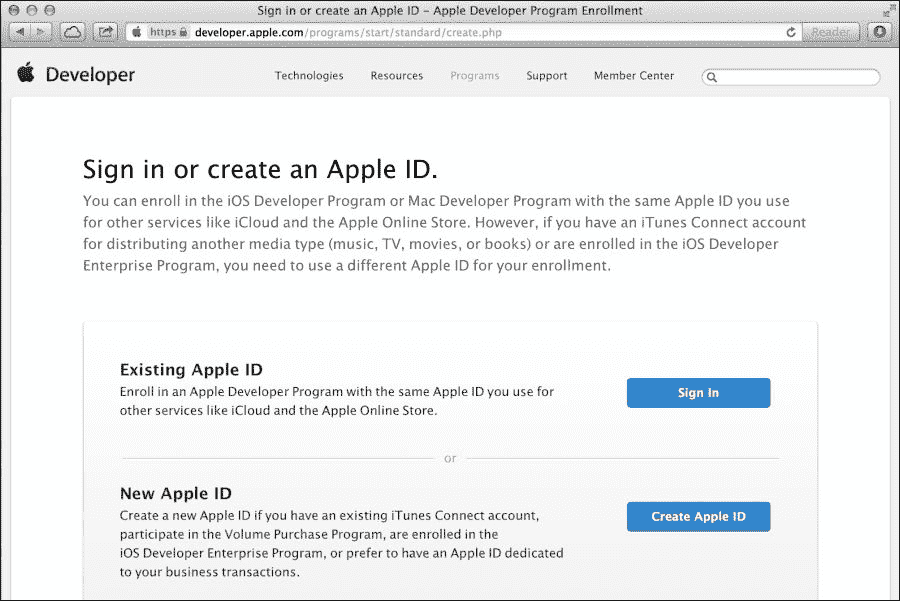 Sign in or create an Apple ID – Apple Developer Program Enrollment
https developer.apple.com/programs/start/standard/create.php Reader
Developer Technologies Resources Programs Support Member Center
Sign in or create an Apple ID.
You can enroll in the iOS Developer Program or Mac Developer Program with the same Apple ID you use
for other services like iCloud and the Apple Online Store. However, if you have an iTunes Connect account
for distributing another media type (music, TV, movies, or books) or are enrolled in the iOS Developer
Enterprise Program, you need to use a different Apple ID for your enrollment.
Existing Apple ID
Enroll in an Apple Developer Program with the same Apple ID you use for
other services like iCloud and the Apple Online Store.
Sign In
or
New Apple ID
Create a new Apple ID if you have an existing iTunes Connect account,
participate in the Volume Purchase Program, are enrolled in the
iOS Developer Enterprise Program, or prefer to have an Apple ID dedicated
to your business transactions.
Create Apple ID